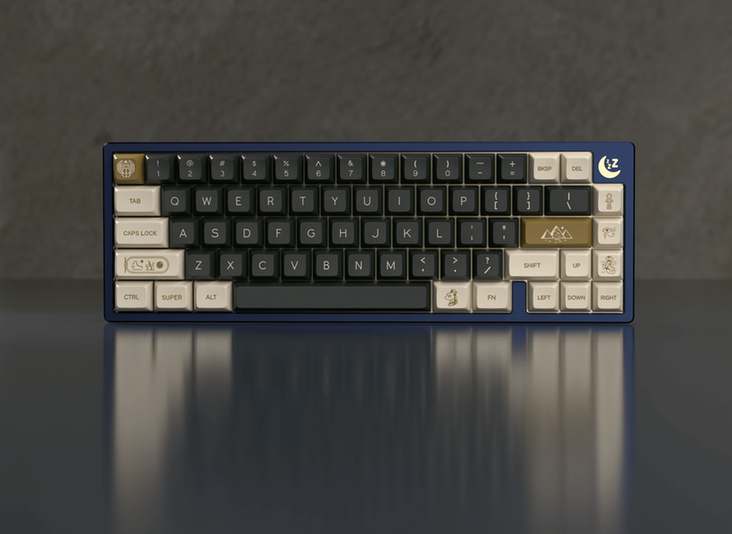 ! @ # $ % ^ & * ( ) — +
1 2 3 4 5 6 7 8 9 0 - = BKSP DEL ZZZ
TAB Q W E R T Y U I O P { [ } ] | \
CAPS LOCK A S D F G H J K L : ; " '
Z X C V B N M < , > . ? / SHIFT UP
CTRL SUPER ALT FN LEFT DOWN RIGHT